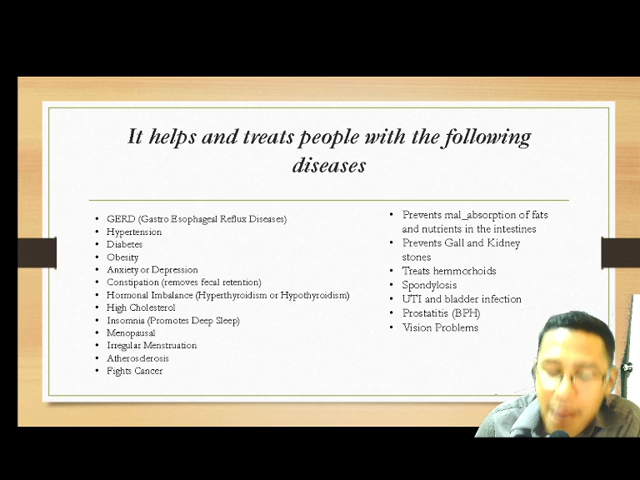 It helps and treats people with the following
diseases
GERD (Gastro Esophageal Reflux Diseases)
Hypertension
Diabetes
Obesity
Anxiety or Depression
Constipation (removes fecal retention)
Hormonal Imbalance (Hyperthyroidism or Hypothyroidism)
High Cholesterol
Insomnia (Promotes Deep Sleep)
Menopausal
Irregular Menstruation
Atherosclerosis
Fights Cancer
Prevents mal_absorption of fats
and nutrients in the intestines
Prevents Gall and Kidney
stones
Treats hemmorhoids
Spondylosis
UTI and bladder infection
Prostatitis (BPH)
Vision Problems